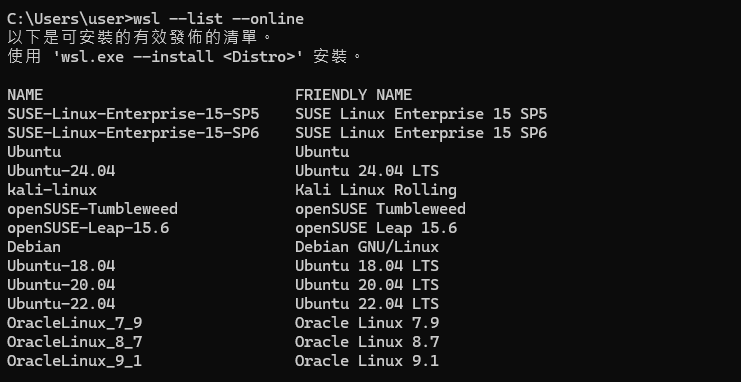 C:\Users\user>wsl --list --online
以下是可安裝的有效發佈的清單。
使用 'wsl.exe --install <Distro>' 安裝。

NAME                            FRIENDLY NAME
SUSE-Linux-Enterprise-15-SP5    SUSE Linux Enterprise 15 SP5
SUSE-Linux-Enterprise-15-SP6    SUSE Linux Enterprise 15 SP6
Ubuntu                          Ubuntu
Ubuntu-24.04                    Ubuntu 24.04 LTS
kali-linux                      Kali Linux Rolling
openSUSE-Tumbleweed             openSUSE Tumbleweed
openSUSE-Leap-15.6              openSUSE Leap 15.6
Debian                          Debian GNU/Linux
Ubuntu-18.04                    Ubuntu 18.04 LTS
Ubuntu-20.04                    Ubuntu 20.04 LTS
Ubuntu-22.04                    Ubuntu 22.04 LTS
OracleLinux_7_9                 Oracle Linux 7.9
OracleLinux_8_7                 Oracle Linux 8.7
OracleLinux_9_1                 Oracle Linux 9.1